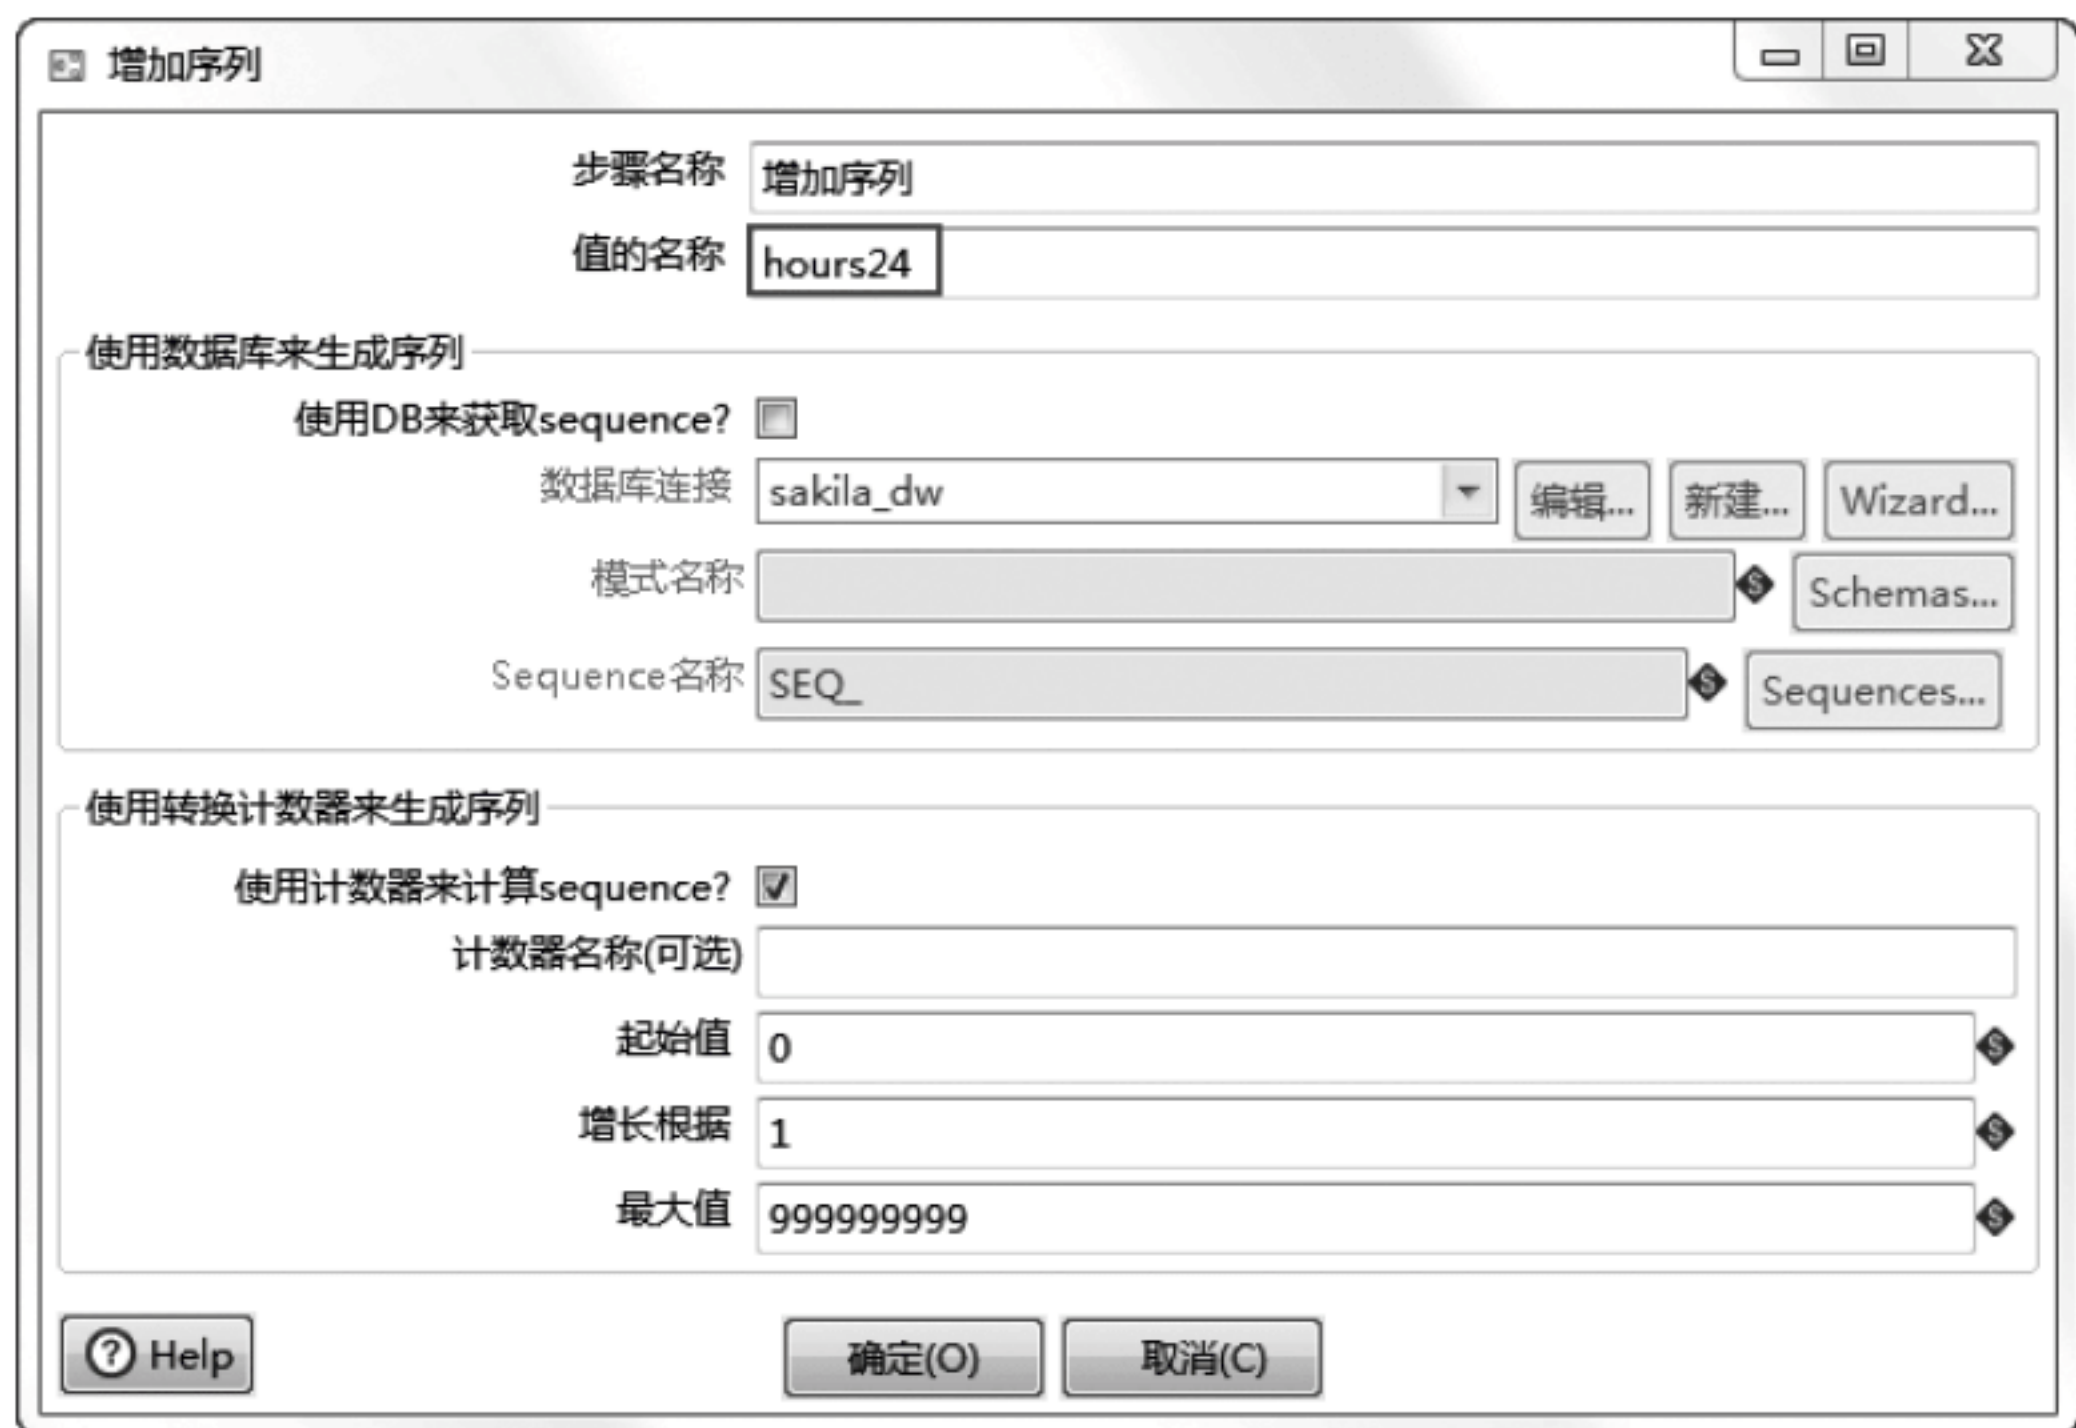 增加序列
步骤名称 增加序列
值的名称 hours24
使用数据库来生成序列
使用DB来获取sequence?
数据库连接 sakila_dw 编辑... 新建... Wizard...
模式名称 S Schemas...
Sequence名称 SEQ_ S Sequences...
使用转换计数器来生成序列
使用计数器来计算sequence?
计数器名称(可选)
起始值 0 S
增长根据 1 S
最大值 999999999 S
? Help 确定(O) 取消(C)